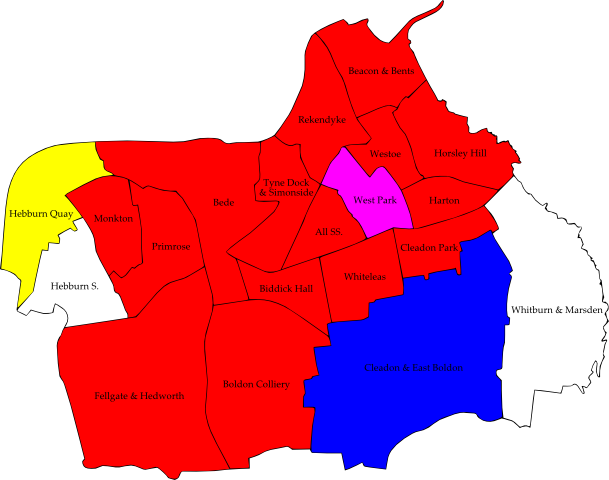 Beacon & Bents
Rekendyke
Westoe
Horsley Hill
Tyne Dock
& Simonside
West Park
Harton
Bede
Hebburn Quay
Monkton
All SS.
Primrose
Cleadon Park
Whiteleas
Hebburn S.
Biddick Hall
Whitburn & Marsden
Cleadon & East Boldon
Boldon Colliery
Fellgate & Hedworth